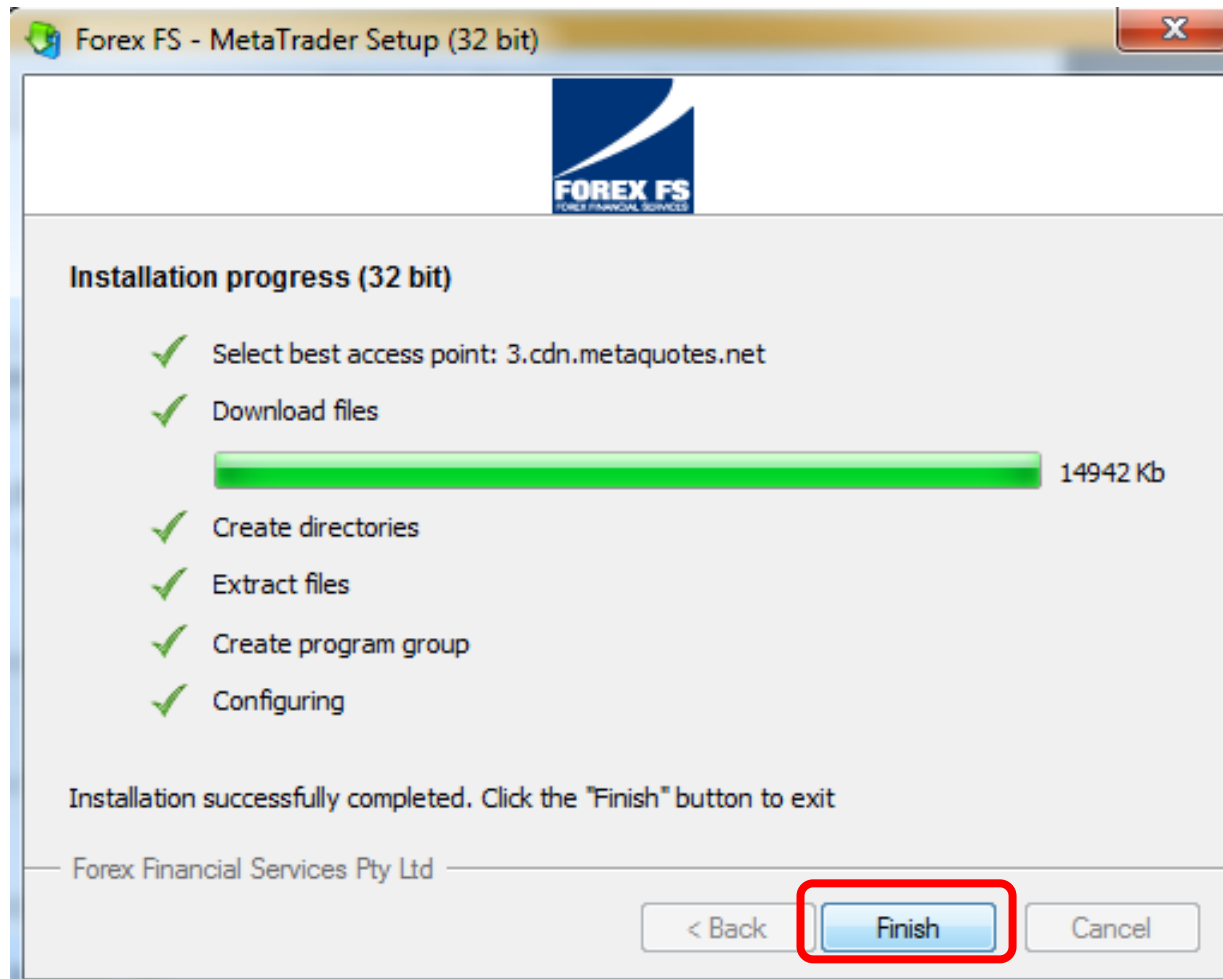 Forex FS - MetaTrader Setup (32 bit)
X
FOREX FS
FOREX FINANCIAL SERVICES
Installation progress (32 bit)
Select best access point: 3.cdn.metaquotes.net
Download files
14942 Kb
Create directories
Extract files
Create program group
Configuring
Installation successfully completed. Click the "Finish" button to exit
Forex Financial Services Pty Ltd
< Back Finish Cancel